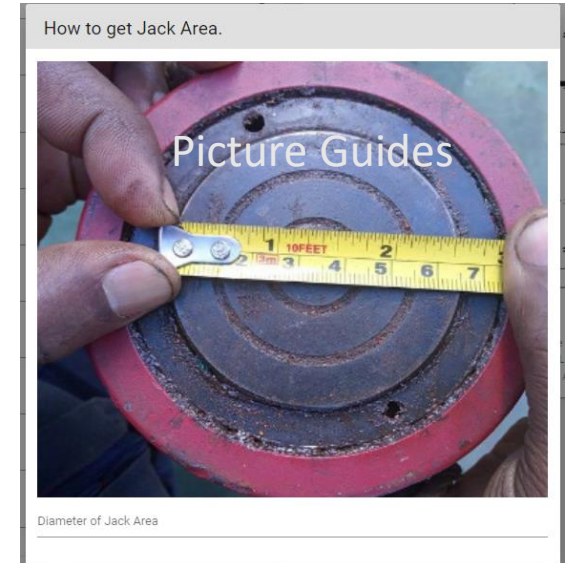 How to get Jack Area.
Picture Guides
1 10FEET 2
2 3m 3 4 5 6 7
Diameter of Jack Area